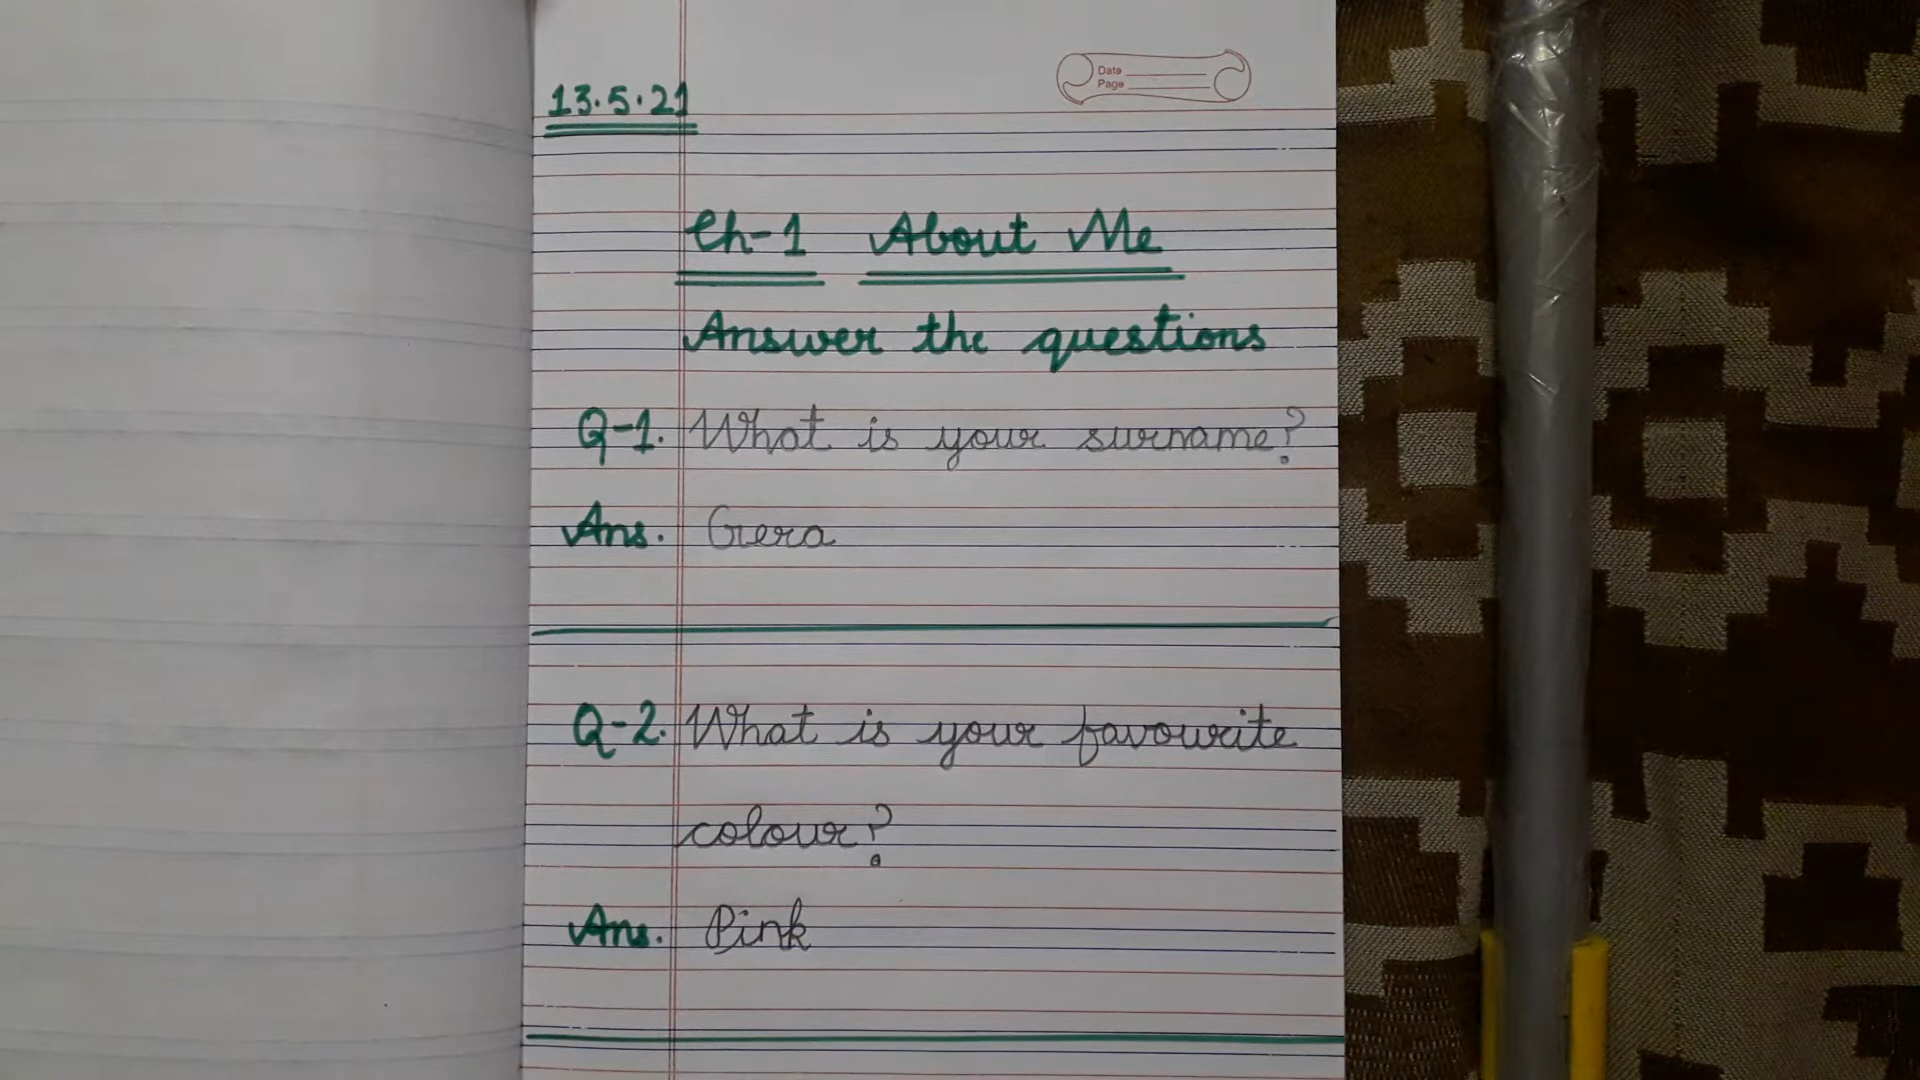 Date
Page
13.5.21
Ch-1 About Me
Answer the questions
Q-1. What is your surname?
Ans. Gera
Q-2. What is your favourite
colour?
Ans. Pink